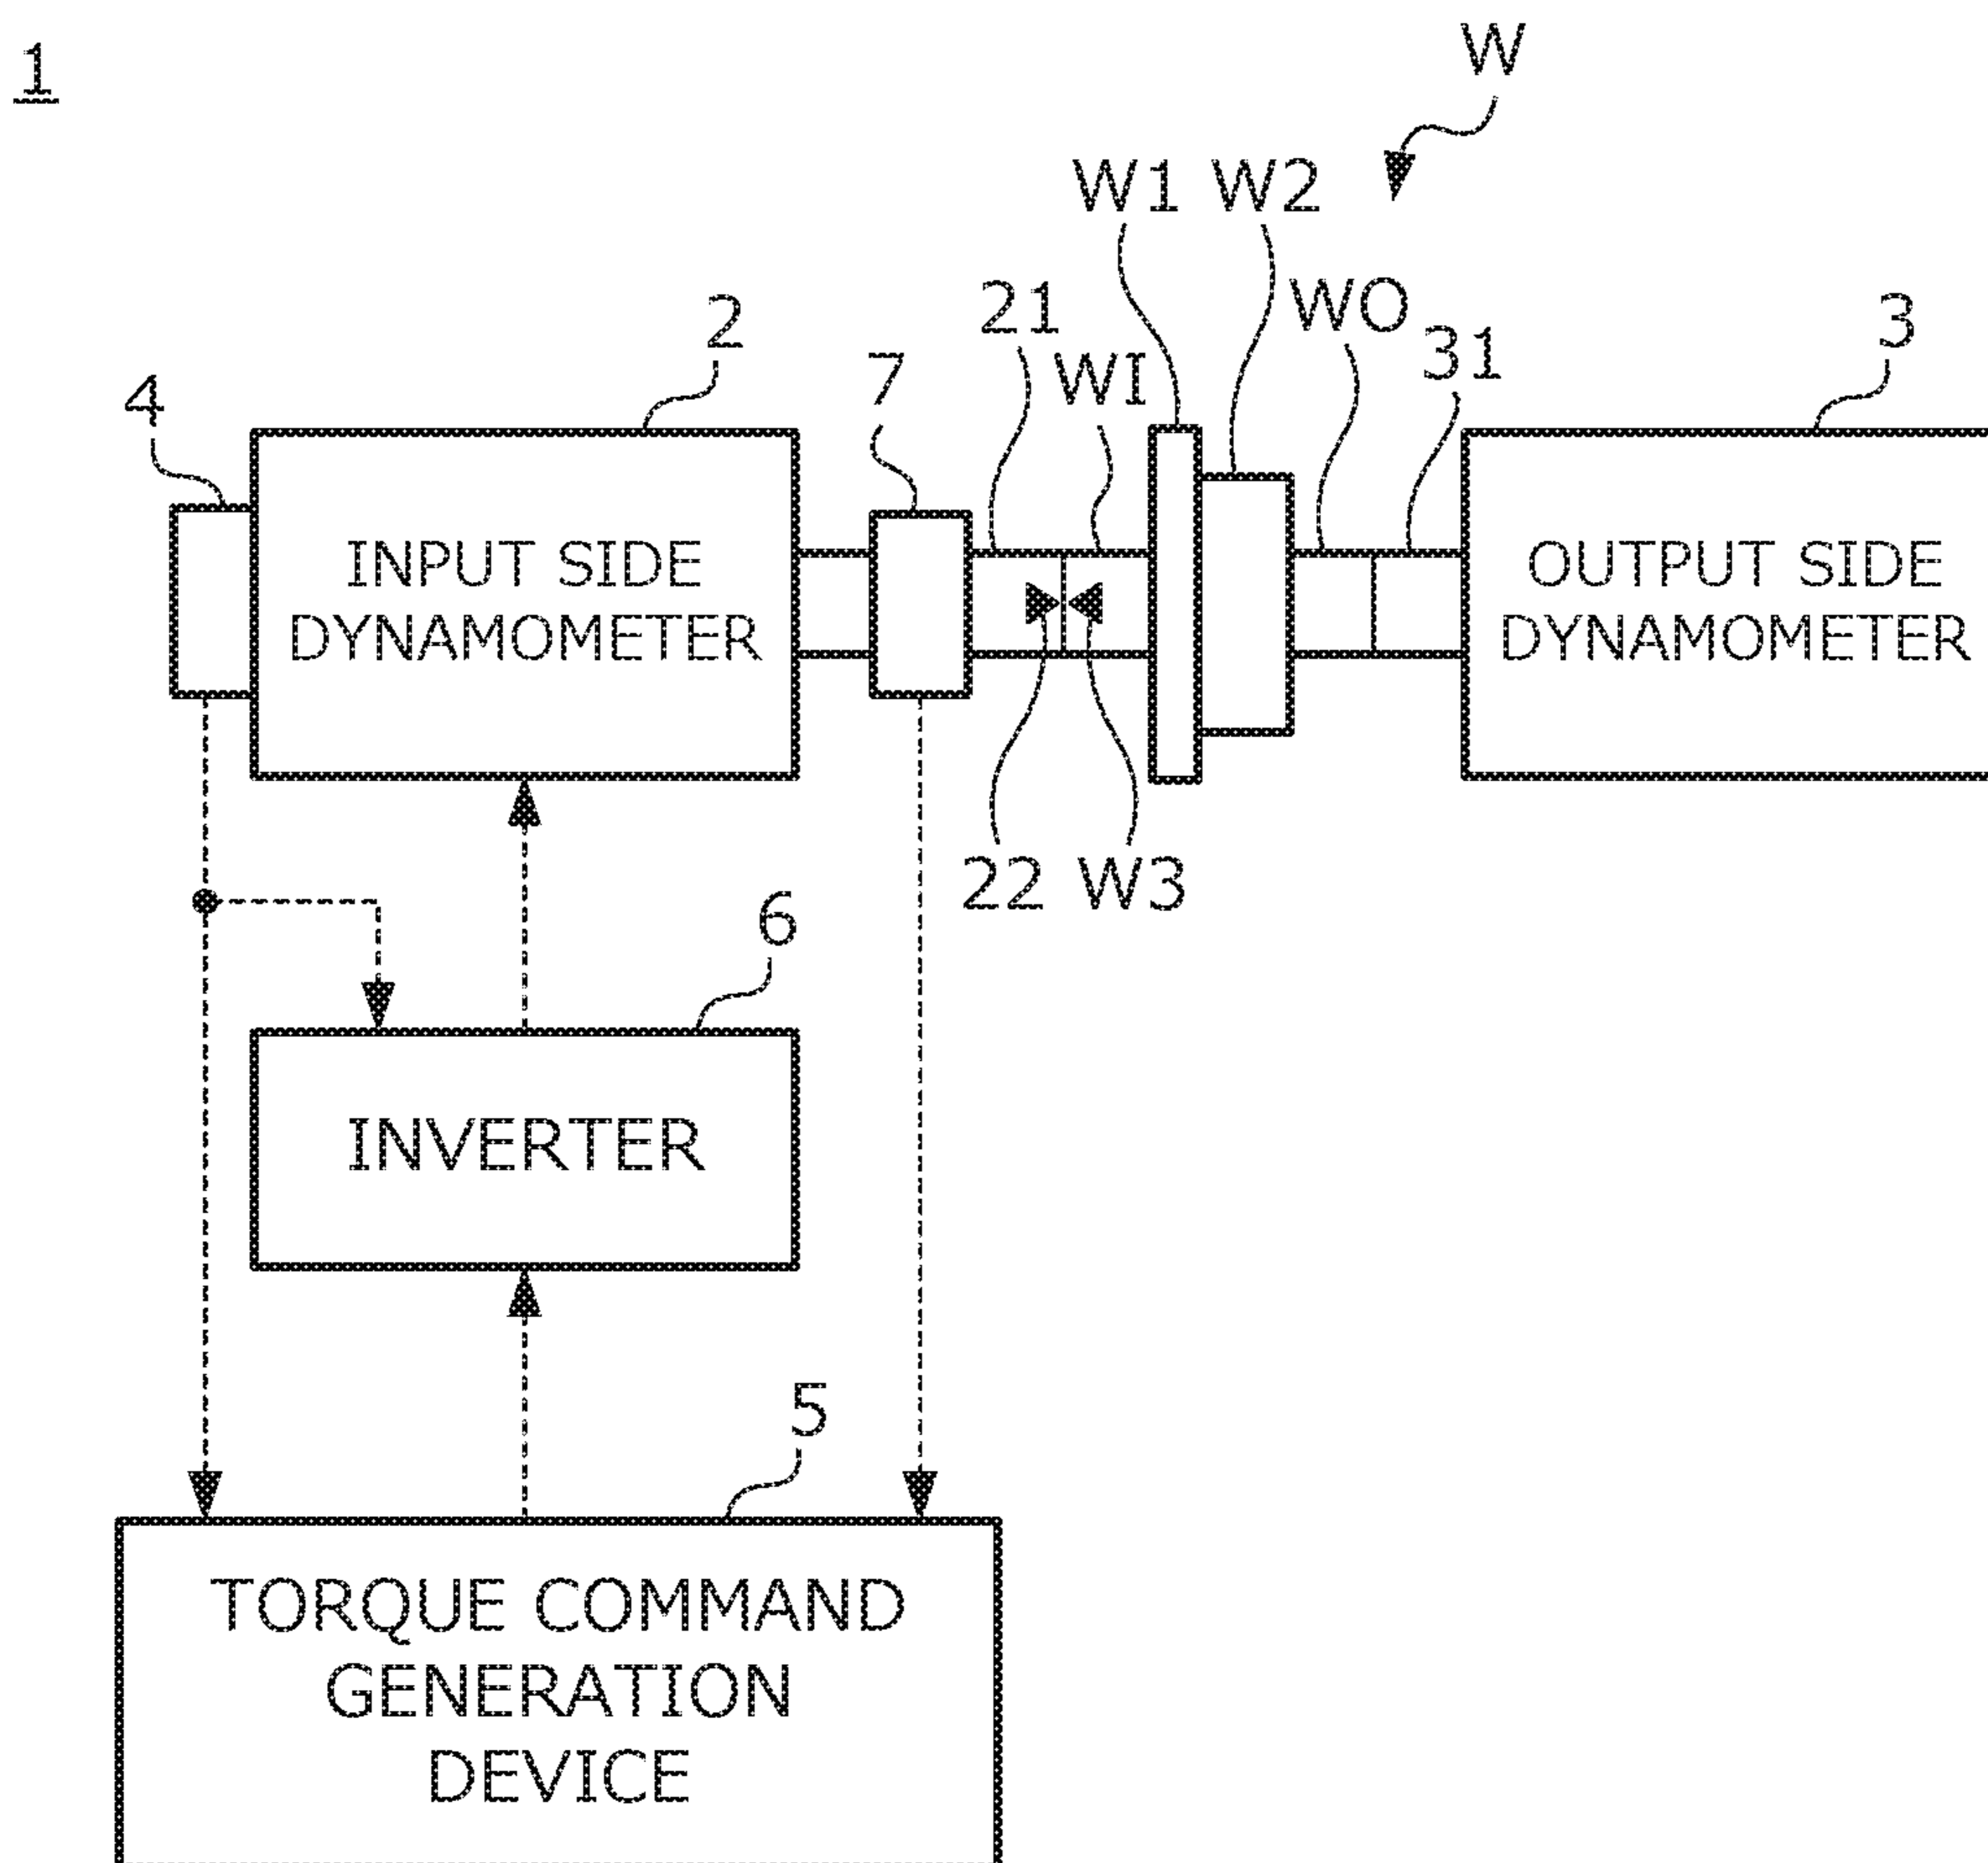 1
W
W1 W2
2
21
WO
3
4
7
WI
31
INPUT SIDE
DYNAMOMETER
OUTPUT SIDE
DYNAMOMETER
22 W3
6
INVERTER
5
TORQUE COMMAND
GENERATION
DEVICE